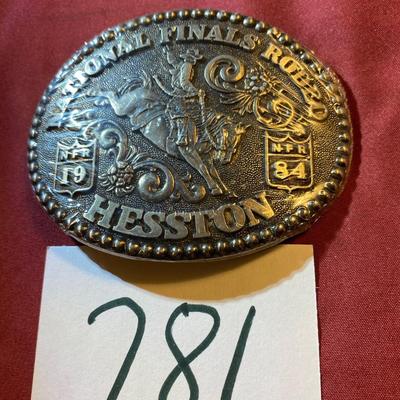 NATIONAL FINALS RODEO
NFR
19
NFR
84
HESSTON
781